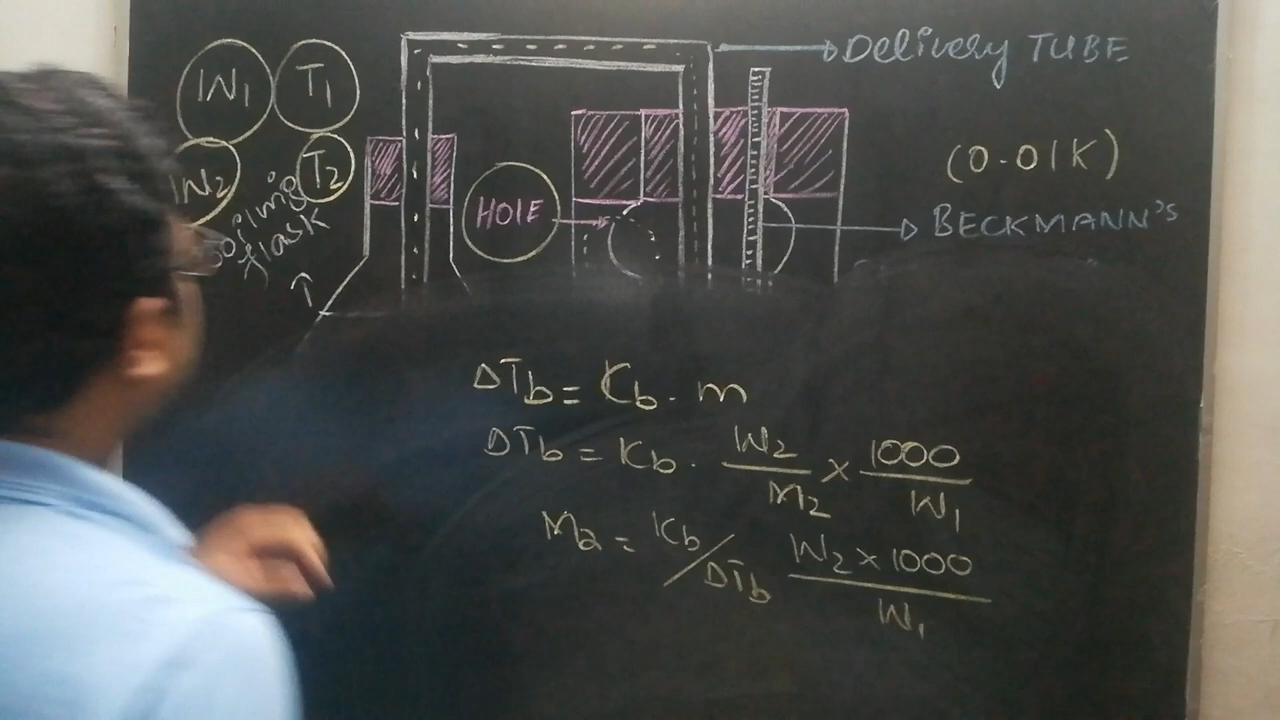 W₁ T₁
W₂ T₂
Boiling
flask
HOlE
Delivery TUBE
(0.01K)
BECKMANN's
ΔTb = Kb. m
ΔTb = Kb. W₂/M₂ × 1000/W₁
M₂ = Kb/ΔTb W₂ × 1000/W₁